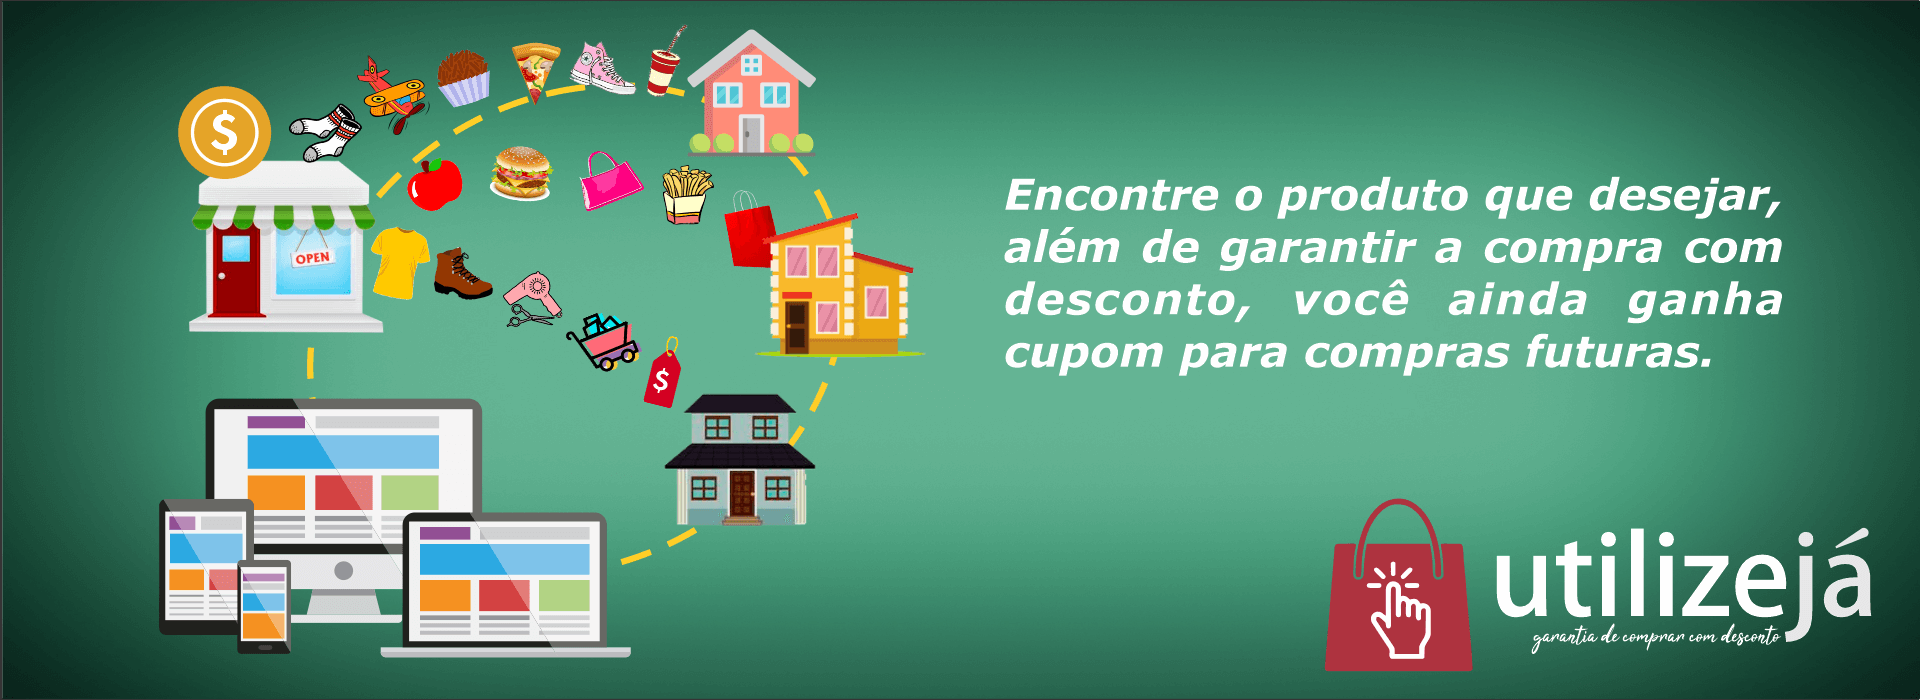 $
OPEN
$
Encontre o produto que desejar,
além de garantir a compra com
desconto, você ainda ganha
cupom para compras futuras.
utilizejá
garantia de comprar com desconto